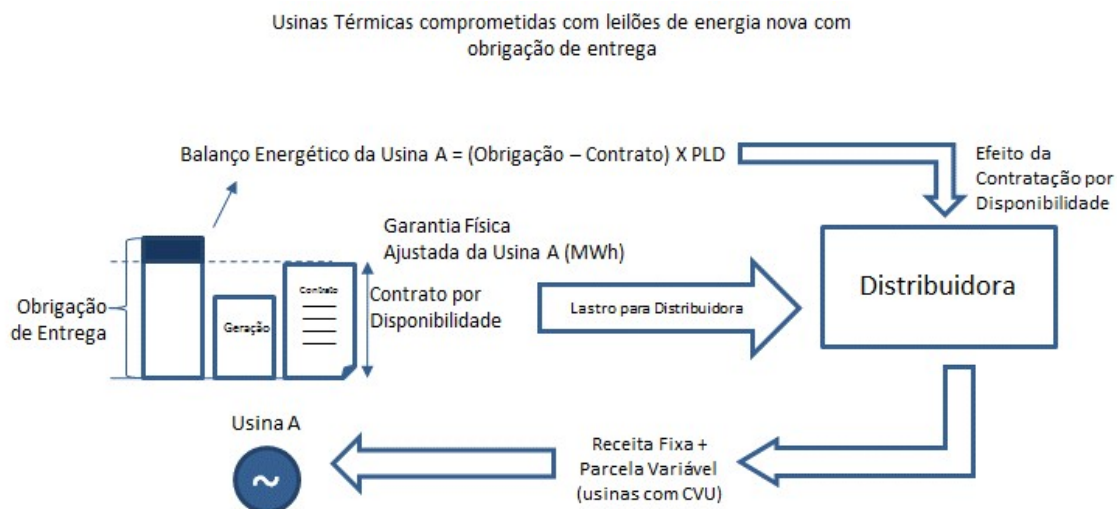 Usinas Térmicas comprometidas com leilões de energia nova com
obrigação de entrega
Balanço Energético da Usina A = (Obrigação – Contrato) X PLD
Efeito da
Contratação por
Disponibilidade
Garantia Física
Ajustada da Usina A (MWh)
Obrigação
de Entrega
Geração
Contrato
Contrato por
Disponibilidade
Lastro para Distribuidora
Distribuidora
Usina A
~
Receita Fixa +
Parcela Variável
(usinas com CVU)